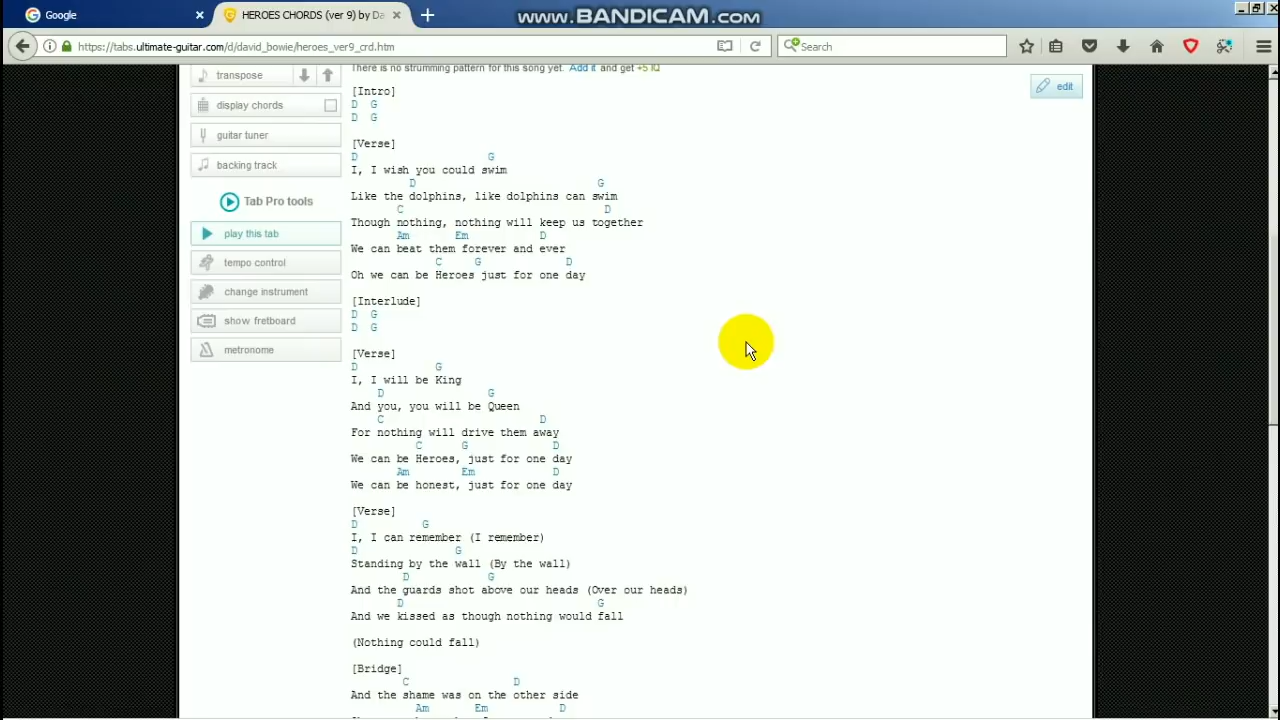 www.BANDICAM.com
Google
HEROES CHORDS (ver 9) by Da
https://tabs.ultimate-guitar.com/d/david_bowie/heroes_ver9_crd.htm
Search
There is no strumming pattern for this song yet. Add it and get +5 IQ
transpose
display chords
guitar tuner
backing track
Tab Pro tools
play this tab
tempo control
change instrument
show fretboard
metronome
edit
[Intro]
D G
D G
[Verse]
D G
I, I wish you could swim
D G
Like the dolphins, like dolphins can swim
C D
Though nothing, nothing will keep us together
Am Em D
We can beat them forever and ever
C G D
Oh we can be Heroes just for one day
[Interlude]
D G
D G
[Verse]
D G
I, I will be King
D G
And you, you will be Queen
C D
For nothing will drive them away
C G D
We can be Heroes, just for one day
Am Em D
We can be honest, just for one day
[Verse]
D G
I, I can remember (I remember)
D G
Standing by the wall (By the wall)
D G
And the guards shot above our heads (Over our heads)
D G
And we kissed as though nothing would fall
(Nothing could fall)
[Bridge]
C D
And the shame was on the other side
Am Em D